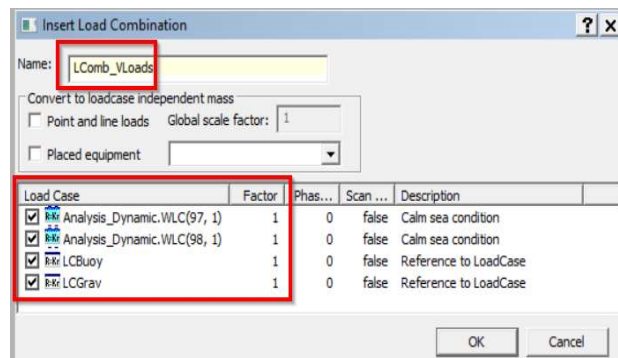 Insert Load Combination
Name: LComb_VLoads
Convert to loadcase independent mass
Point and line loads Global scale factor: 1
Placed equipment
Load Case Factor Phas... Scan ... Description
Analysis_Dynamic.WLC(97, 1) 1 0 false Calm sea condition
Analysis_Dynamic.WLC(98, 1) 1 0 false Calm sea condition
LCBuoy 1 0 false Reference to LoadCase
LCGrav 1 0 false Reference to LoadCase
OK Cancel